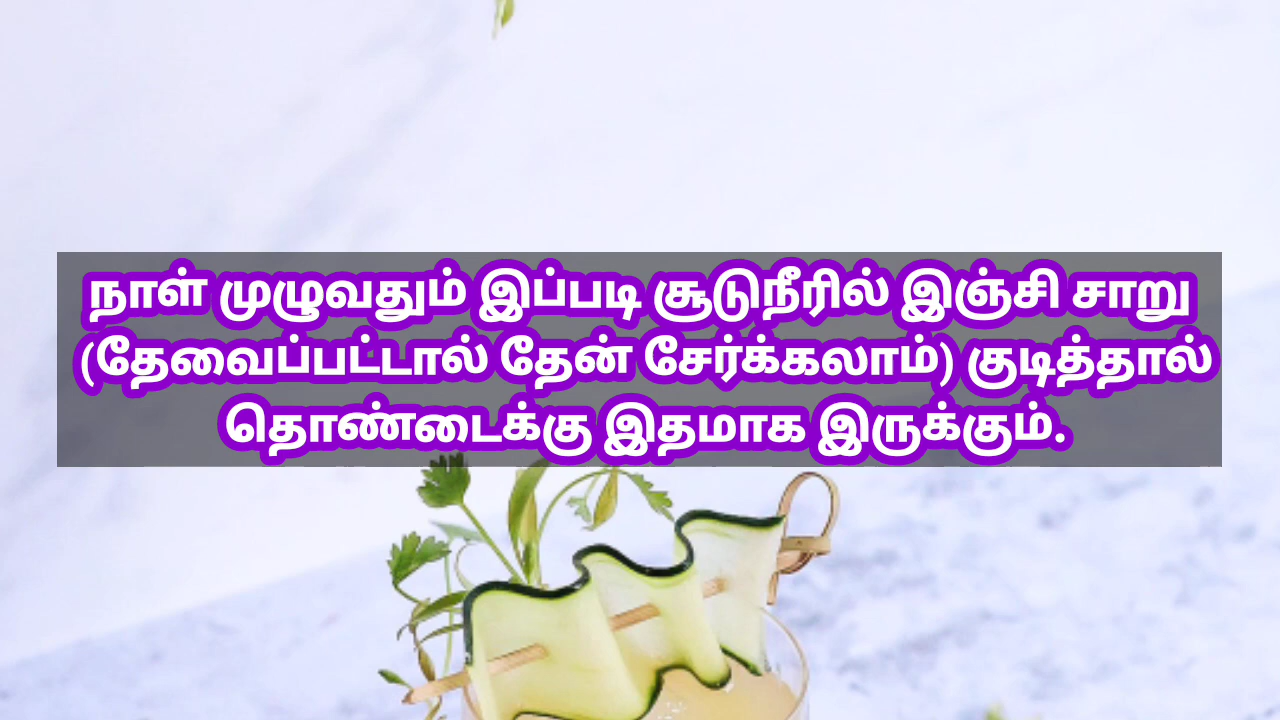 நாள் முழுவதும் இப்படி சூடுநீரில் இஞ்சி சாறு
(தேவைப்பட்டால் தேன் சேர்க்கலாம்) குடித்தால்
தொண்டைக்கு இதமாக இருக்கும்.